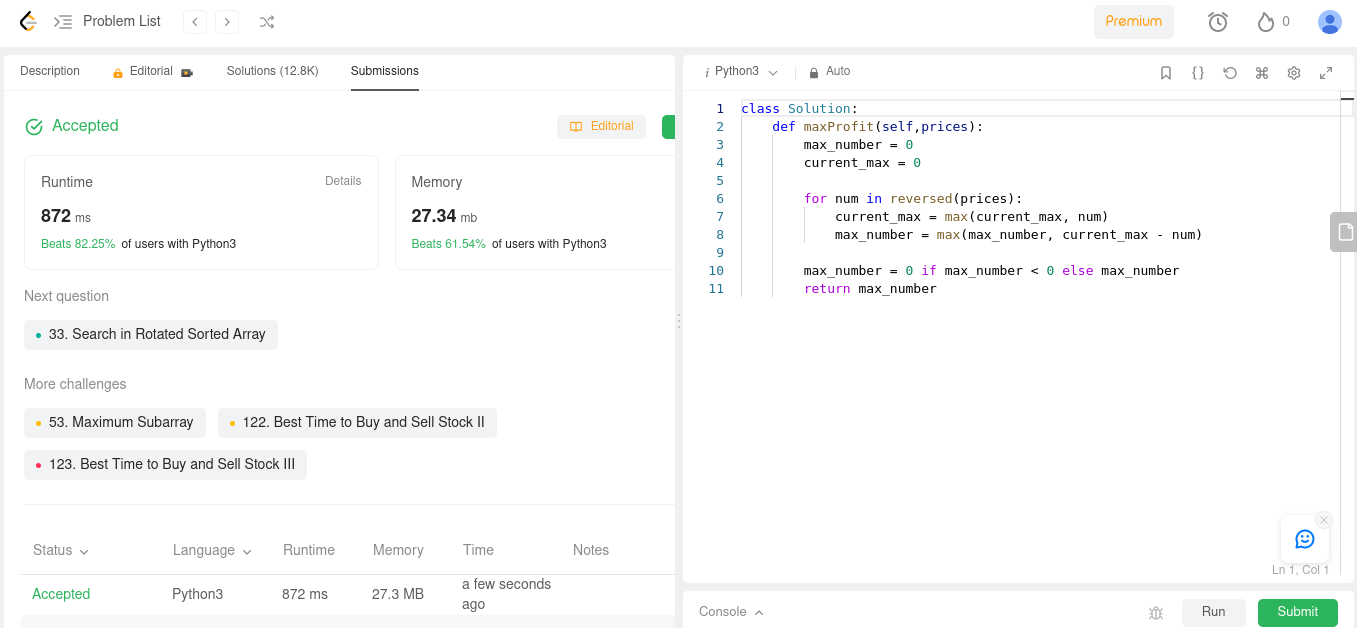 Problem List
Premium
0
Description
Editorial
Solutions (12.8K)
Submissions
Accepted
Editorial
Runtime
Details
872 ms
Beats 82.25% of users with Python3
Memory
27.34 mb
Beats 61.54% of users with Python3
Next question
33. Search in Rotated Sorted Array
More challenges
53. Maximum Subarray
122. Best Time to Buy and Sell Stock II
123. Best Time to Buy and Sell Stock III
Status Language Runtime Memory Time Notes
Accepted Python3 872 ms 27.3 MB a few seconds
ago
i Python3
Auto
1 class Solution:
2     def maxProfit(self,prices):
3         max_number = 0
4         current_max = 0
5
6         for num in reversed(prices):
7             current_max = max(current_max, num)
8             max_number = max(max_number, current_max - num)
9
10         max_number = 0 if max_number < 0 else max_number
11         return max_number
Ln 1, Col 1
Console
Run
Submit